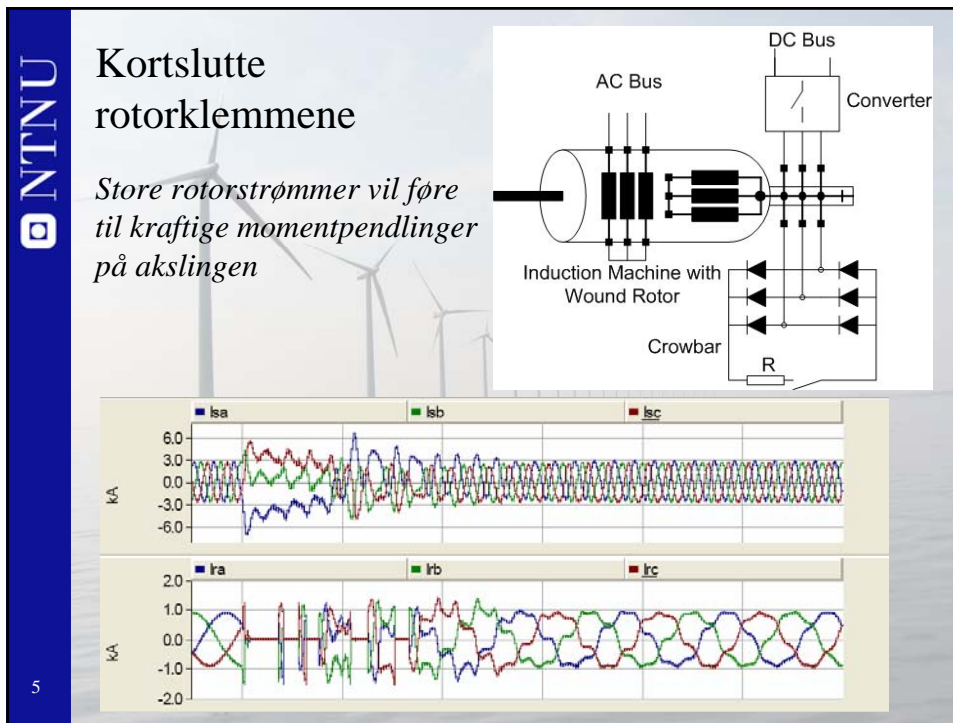 NTNU
Kortslutte
rotorklemmene
Store rotorstrømmer vil føre
til kraftige momentpendlinger
på akslingen
DC Bus
AC Bus
Converter
Induction Machine with
Wound Rotor
Crowbar
R
Isa Isb Isc
6.0
3.0
0.0
-3.0
-6.0
kA
Ira Irb Irc
2.0
1.0
0.0
-1.0
-2.0
kA
5